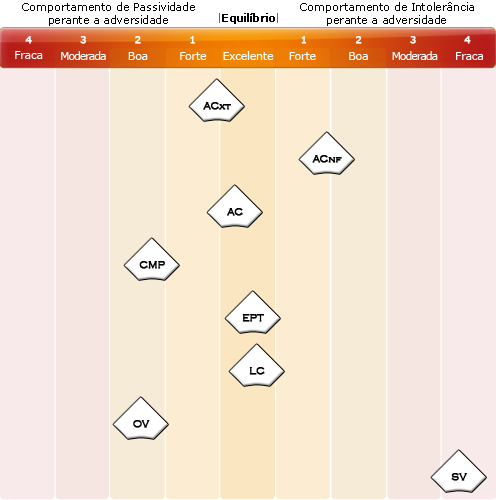 Comportamento de Passividade
perante a adversidade
|Equilíbrio|
Comportamento de Intolerância
perante a adversidade
4 3 2 1 1 2 3 4
Fraca Moderada Boa Forte Excelente Forte Boa Moderada Fraca
ACXT
ACNF
AC
CMP
EPT
LC
OV
SV